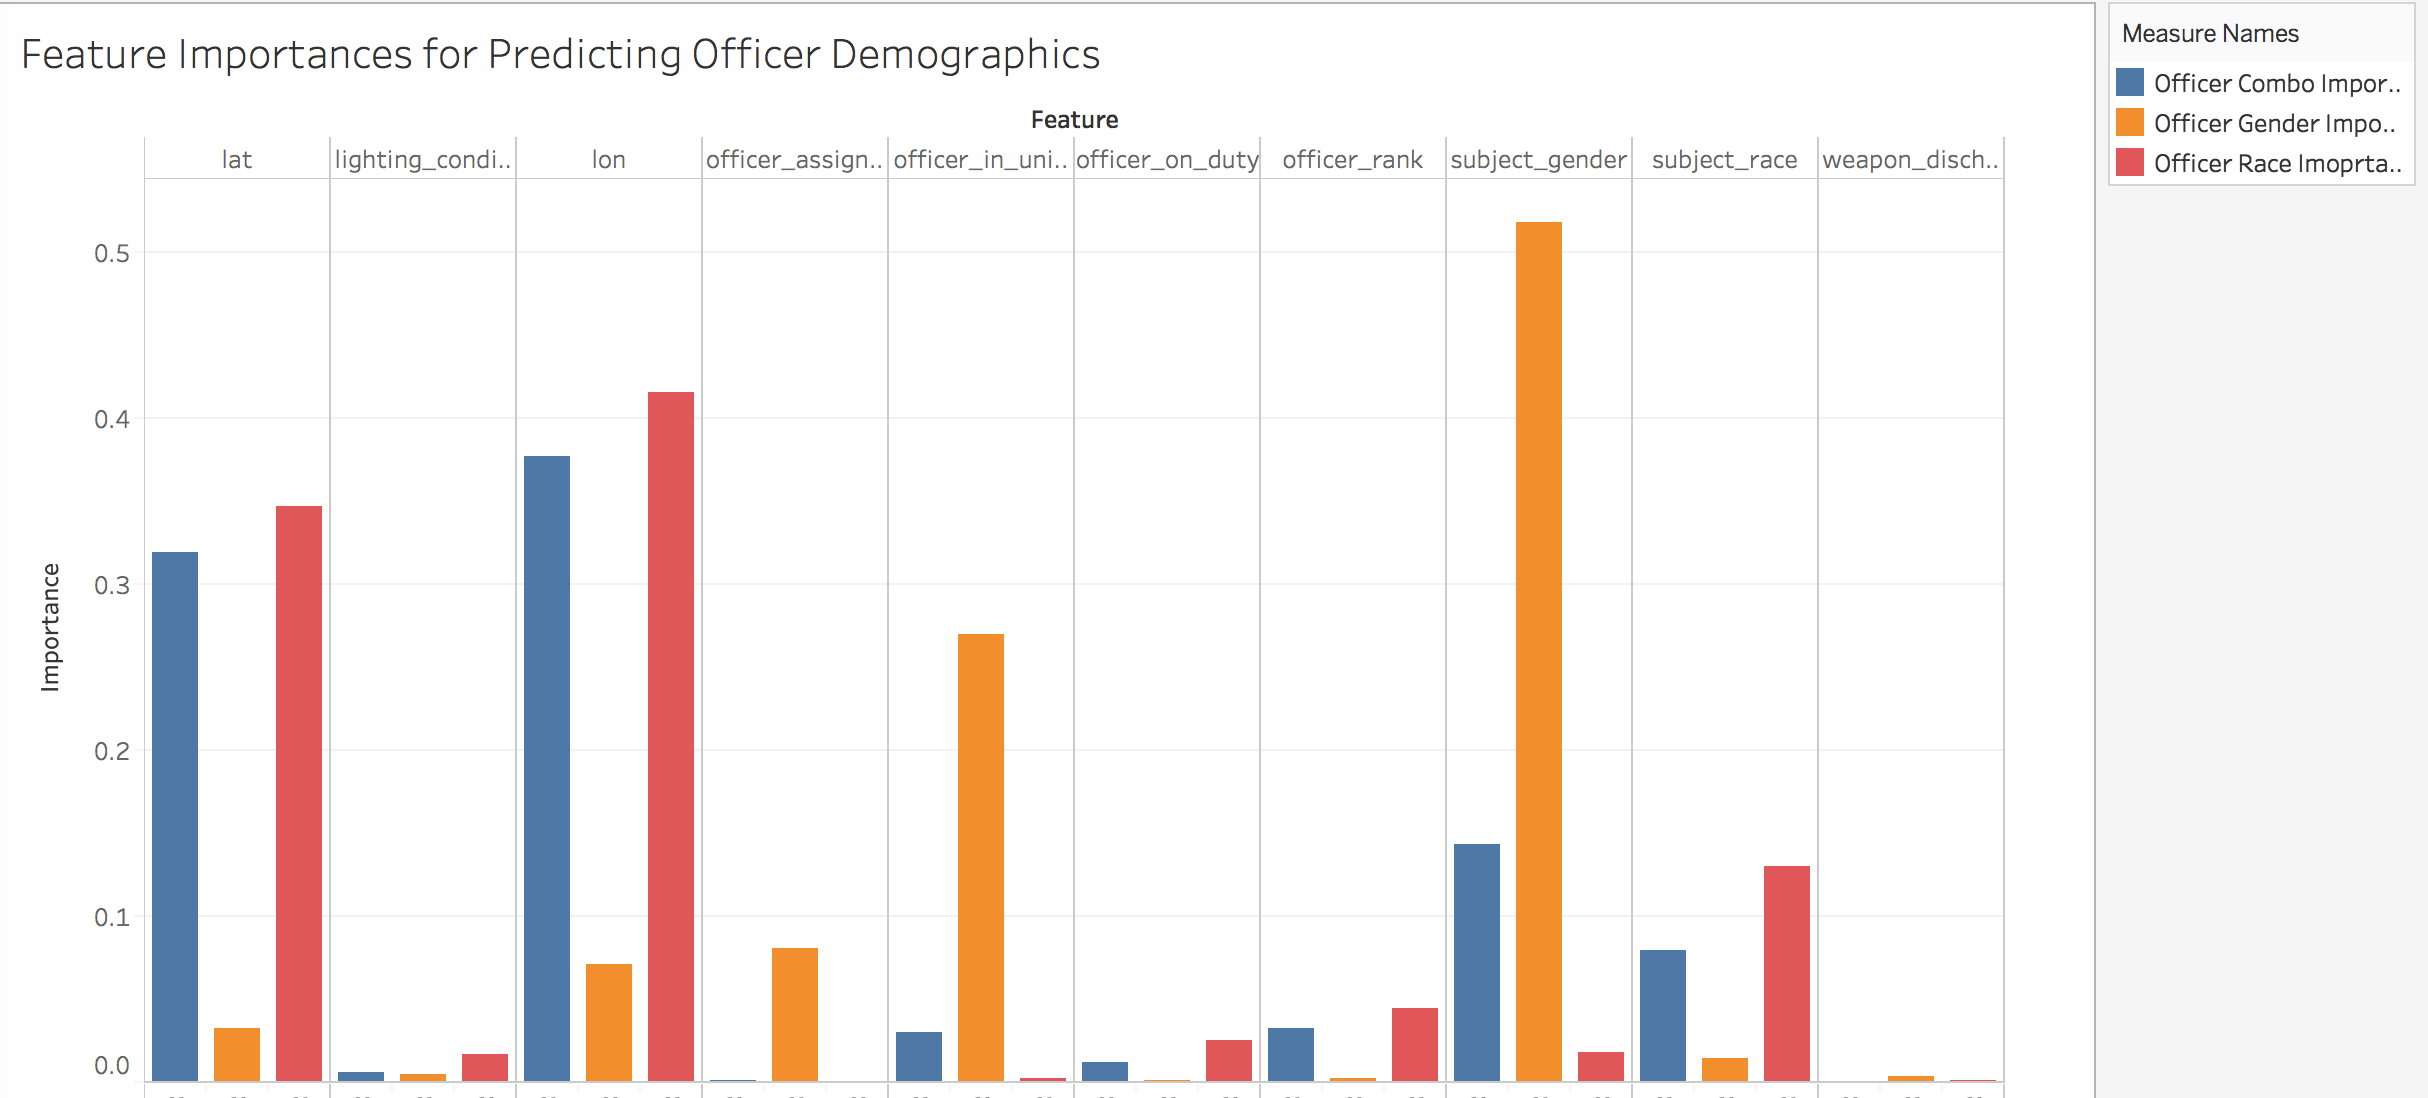 Feature Importances for Predicting Officer Demographics
Measure Names
Officer Combo Impor..
Officer Gender Impo..
Officer Race Imoprta..
Feature
lat lighting_condi.. lon officer_assign.. officer_in_uni.. officer_on_duty officer_rank subject_gender subject_race weapon_disch..
0.5
0.4
0.3
0.2
0.1
0.0
Importance